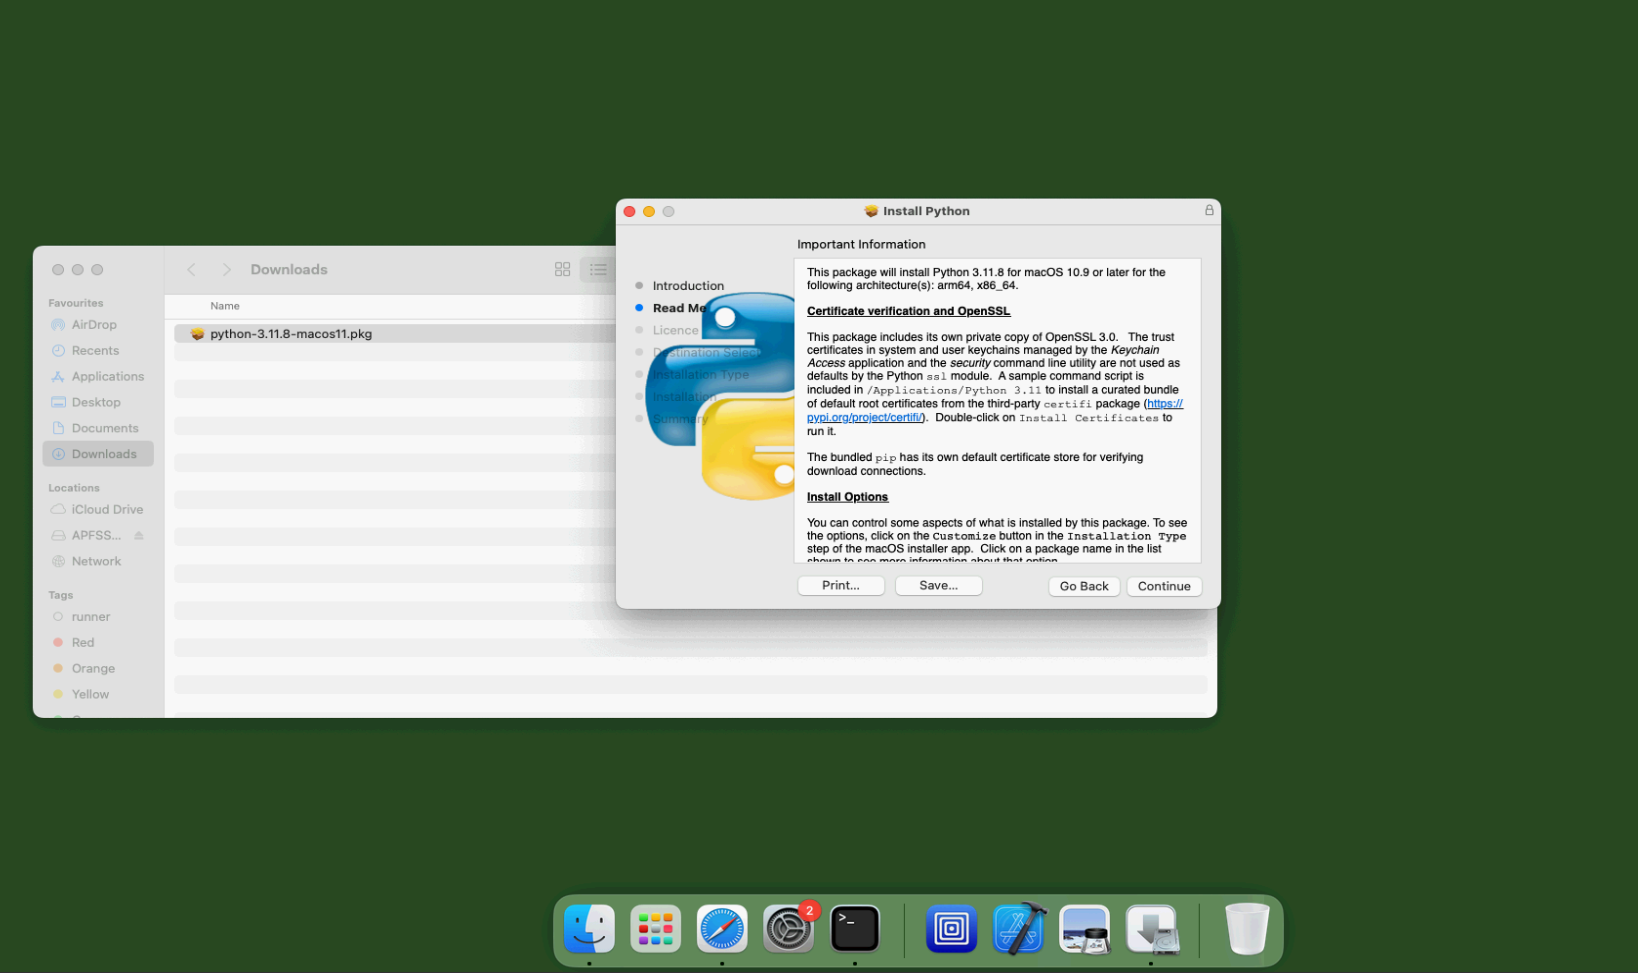 Install Python
Important Information
Introduction
Read Me
Licence
Destination Select
Installation Type
Installation
Summary
This package will install Python 3.11.8 for macOS 10.9 or later for the
following architecture(s): arm64, x86_64.
Certificate verification and OpenSSL
This package includes its own private copy of OpenSSL 3.0. The trust
certificates in system and user keychains managed by the Keychain
Access application and the security command line utility are not used as
defaults by the Python ssl module. A sample command script is
included in /Applications/Python 3.11 to install a curated bundle
of default root certificates from the third-party certifi package (https://
pypi.org/project/certifi/). Double-click on Install Certificates to
run it.
The bundled pip has its own default certificate store for verifying
download connections.
Install Options
You can control some aspects of what is installed by this package. To see
the options, click on the Customize button in the Installation Type
step of the macOS installer app. Click on a package name in the list
shown to see more information about that option.
Print...
Save...
Go Back
Continue
Downloads
Name
python-3.11.8-macos11.pkg
Favourites
AirDrop
Recents
Applications
Desktop
Documents
Downloads
Locations
iCloud Drive
APFSS...
Network
Tags
runner
Red
Orange
Yellow
2
>_